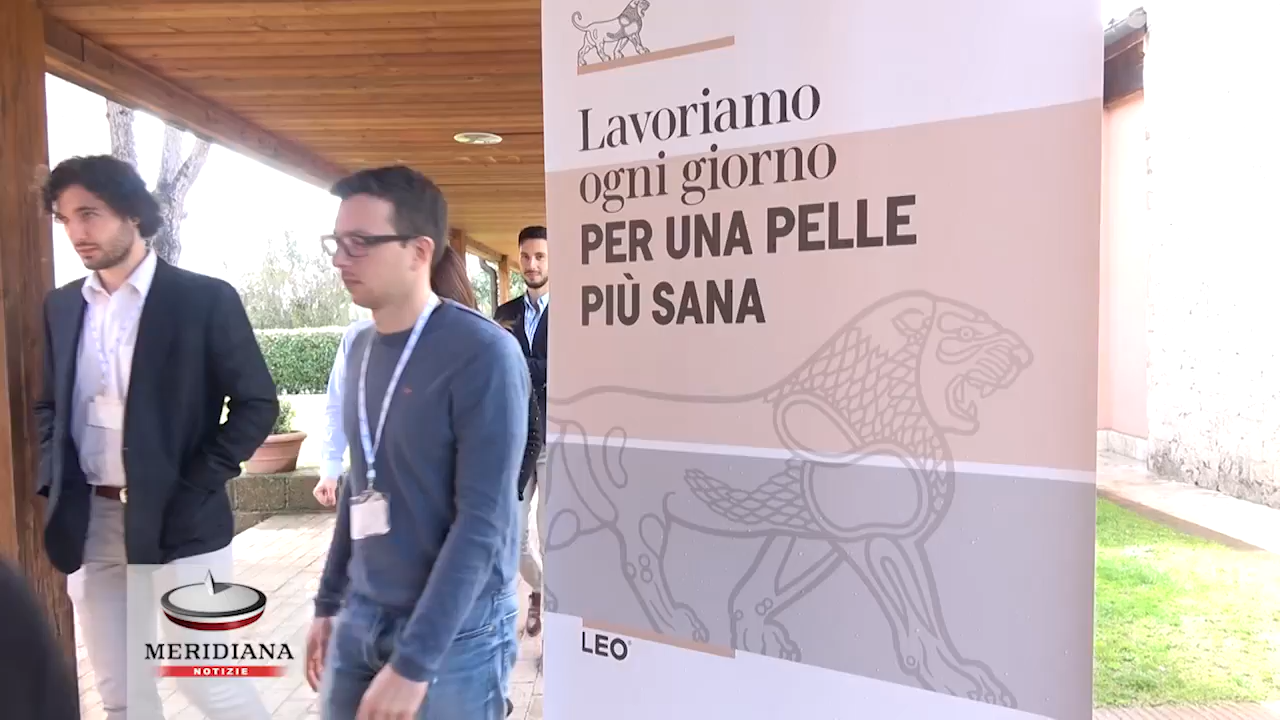 Lavoriamo
ogni giorno
PER UNA PELLE
PIÙ SANA
LEO®
MERIDIANA
NOTIZIE